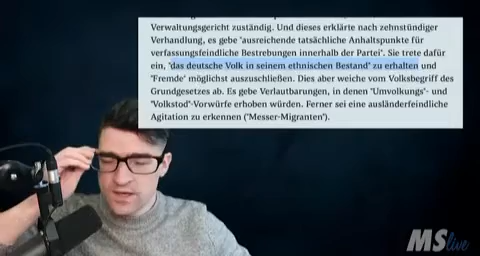 Verwaltungsgericht zuständig. Und dieses erklärte nach zehnstündiger
Verhandlung, es gebe "ausreichende tatsächliche Anhaltspunkte für
verfassungsfeindliche Bestrebungen innerhalb der Partei". Sie trete dafür
ein, "das deutsche Volk in seinem ethnischen Bestand" zu erhalten und
"Fremde" möglichst auszuschließen. Dies aber weiche vom Volksbegriff des
Grundgesetzes ab. Es gebe Verlautbarungen, in denen "Umvolkungs"- und
"Volkstod"-Vorwürfe erhoben würden. Ferner sei eine ausländerfeindliche
Agitation zu erkennen ("Messer-Migranten").
MS live